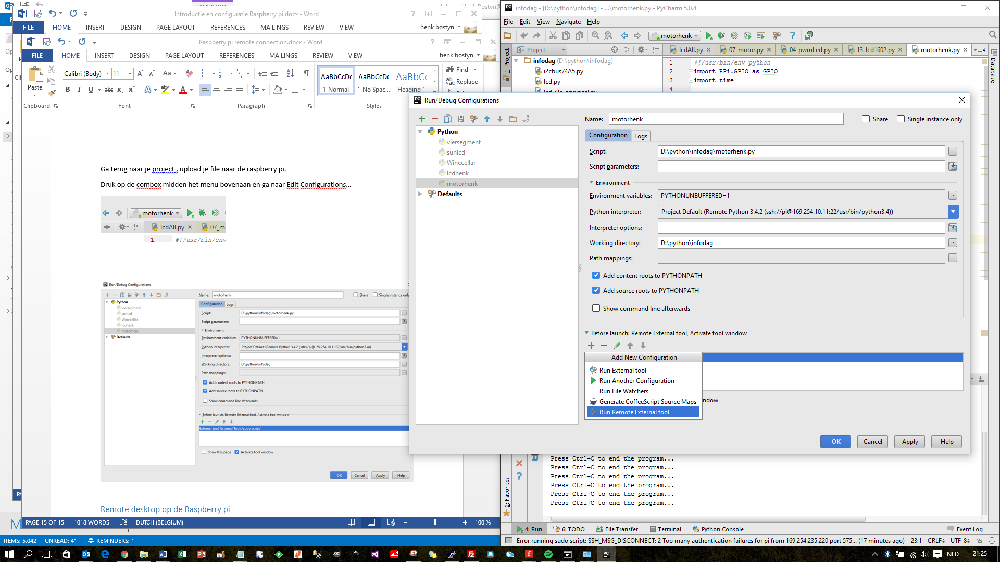 Introductie en configuratie Raspberry pi.docx - Word
FILE HOME INSERT DESIGN PAGE LAYOUT REFERENCES MAILINGS REVIEW VIEW
henk bostyn
Raspberry pi remote connection.docx - Word
FILE HOME INSERT DESIGN PAGE LAYOUT REFERENCES MAILINGS REVIEW VIEW
henk bostyn
Paste
Calibri (Body) 11
AaBbCcDc AaBbCcDc AaBbCc
¶ Normal ¶ No Spac... Heading 1
Find
Replace
Clipboard Font Paragraph Styles
Ga terug naar je project , upload je file naar de raspberry pi.
Druk op de combox midden het menu bovenaan en ga naar Edit Configurations...
motorhenk
lcdAll.py
1 #!/usr/bin/env
Run/Debug Configurations
Name: motorhenk
Share Single instance only
Python
viersegment
sunlcd
Winecellar
lcdhenk
motorhenk
Defaults
Configuration Logs
Script: D:\python\infodag\motorhenk.py
Script parameters:
Environment
Environment variables: PYTHONUNBUFFERED=1
Python interpreter: Project Default (Remote Python 3.4.2 (ssh://pi@169.254.10.11:22/usr/bin/python3.4))
Interpreter options:
Working directory: D:\python\infodag
Path mappings:
Add content roots to PYTHONPATH
Add source roots to PYTHONPATH
Show command line afterwards
Before launch: Remote External tool, Activate tool window
External tool 'External Tools/sudo script'
Show this page Activate tool window
OK Cancel Apply Help
Remote desktop op de Raspberry pi
PAGE 15 OF 15 1018 WORDS DUTCH (BELGIUM) 100 %
ITEMS: 5.042 UNREAD: 41 REMINDERS: 1
infodag - [D:\python\infodag] - ...\motorhenk.py - PyCharm 5.0.4
File Edit View Navigate Help
motorhenk
1: Project
Project
lcdAll.py 07_motor.py 04_pwmLed.py 13_lcd1602.py motorhenk.py
Database
infodag (D:\python\infodag)
i2cbus74A5.py
lcd.py
lcd_i2c_origineel.py
1 #!/usr/bin/env python
2 import RPi.GPIO as GPIO
3 import time
4
Run/Debug Configurations
Name: motorhenk
Share Single instance only
Python
viersegment
sunlcd
Winecellar
lcdhenk
motorhenk
Defaults
Configuration Logs
Script: D:\python\infodag\motorhenk.py
Script parameters:
Environment
Environment variables: PYTHONUNBUFFERED=1
Python interpreter: Project Default (Remote Python 3.4.2 (ssh://pi@169.254.10.11:22/usr/bin/python3.4))
Interpreter options:
Working directory: D:\python\infodag
Path mappings:
Add content roots to PYTHONPATH
Add source roots to PYTHONPATH
Show command line afterwards
Before launch: Remote External tool, Activate tool window
Add New Configuration
Run External tool
Run Another Configuration
Run File Watchers
Generate CoffeeScript Source Maps
Run Remote External tool
OK Cancel Apply Help
Press Ctrl+C to end the program...
Press Ctrl+C to end the program...
Press Ctrl+C to end the program...
Press Ctrl+C to end the program...
Press Ctrl+C to end the program...
Press Ctrl+C to end the program...
2: Favorites
4: Run 6: TODO File Transfer Terminal Python Console Event Log
Error running sudo script: SSH_MSG_DISCONNECT: 2 Too many authentication failures for pi from 169.254.235.220 port 575... (17 minutes ago) 23:1 CRLF UTF-8
NLD 21:25